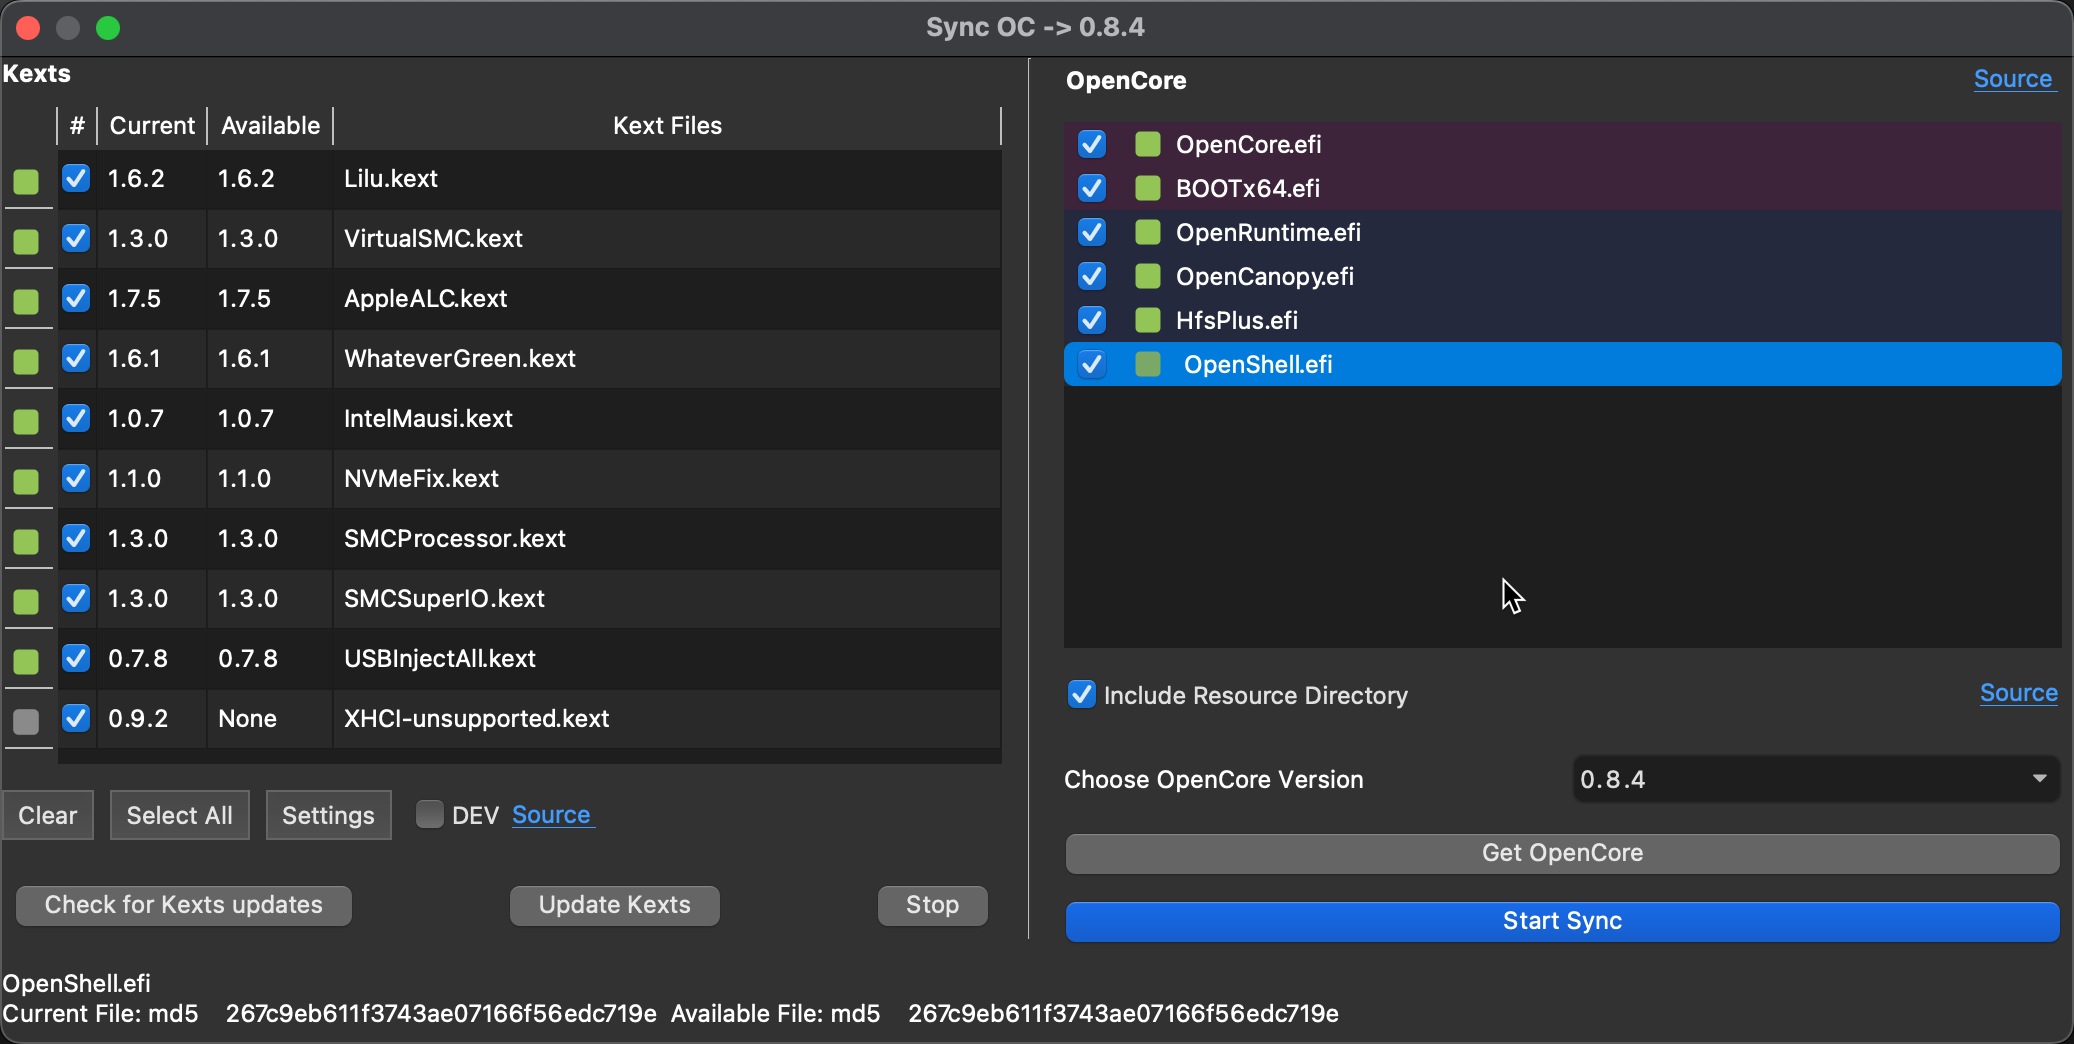 Sync OC -> 0.8.4
Kexts
# Current Available Kext Files
1.6.2 1.6.2 Lilu.kext
1.3.0 1.3.0 VirtualSMC.kext
1.7.5 1.7.5 AppleALC.kext
1.6.1 1.6.1 WhateverGreen.kext
1.0.7 1.0.7 IntelMausi.kext
1.1.0 1.1.0 NVMeFix.kext
1.3.0 1.3.0 SMCProcessor.kext
1.3.0 1.3.0 SMCSuperIO.kext
0.7.8 0.7.8 USBInjectAll.kext
0.9.2 None XHCI-unsupported.kext
Clear Select All Settings DEV Source
Check for Kexts updates Update Kexts Stop
OpenCore Source
OpenCore.efi
BOOTx64.efi
OpenRuntime.efi
OpenCanopy.efi
HfsPlus.efi
OpenShell.efi
Include Resource Directory Source
Choose OpenCore Version 0.8.4
Get OpenCore
Start Sync
OpenShell.efi
Current File: md5 267c9eb611f3743ae07166f56edc719e Available File: md5 267c9eb611f3743ae07166f56edc719e